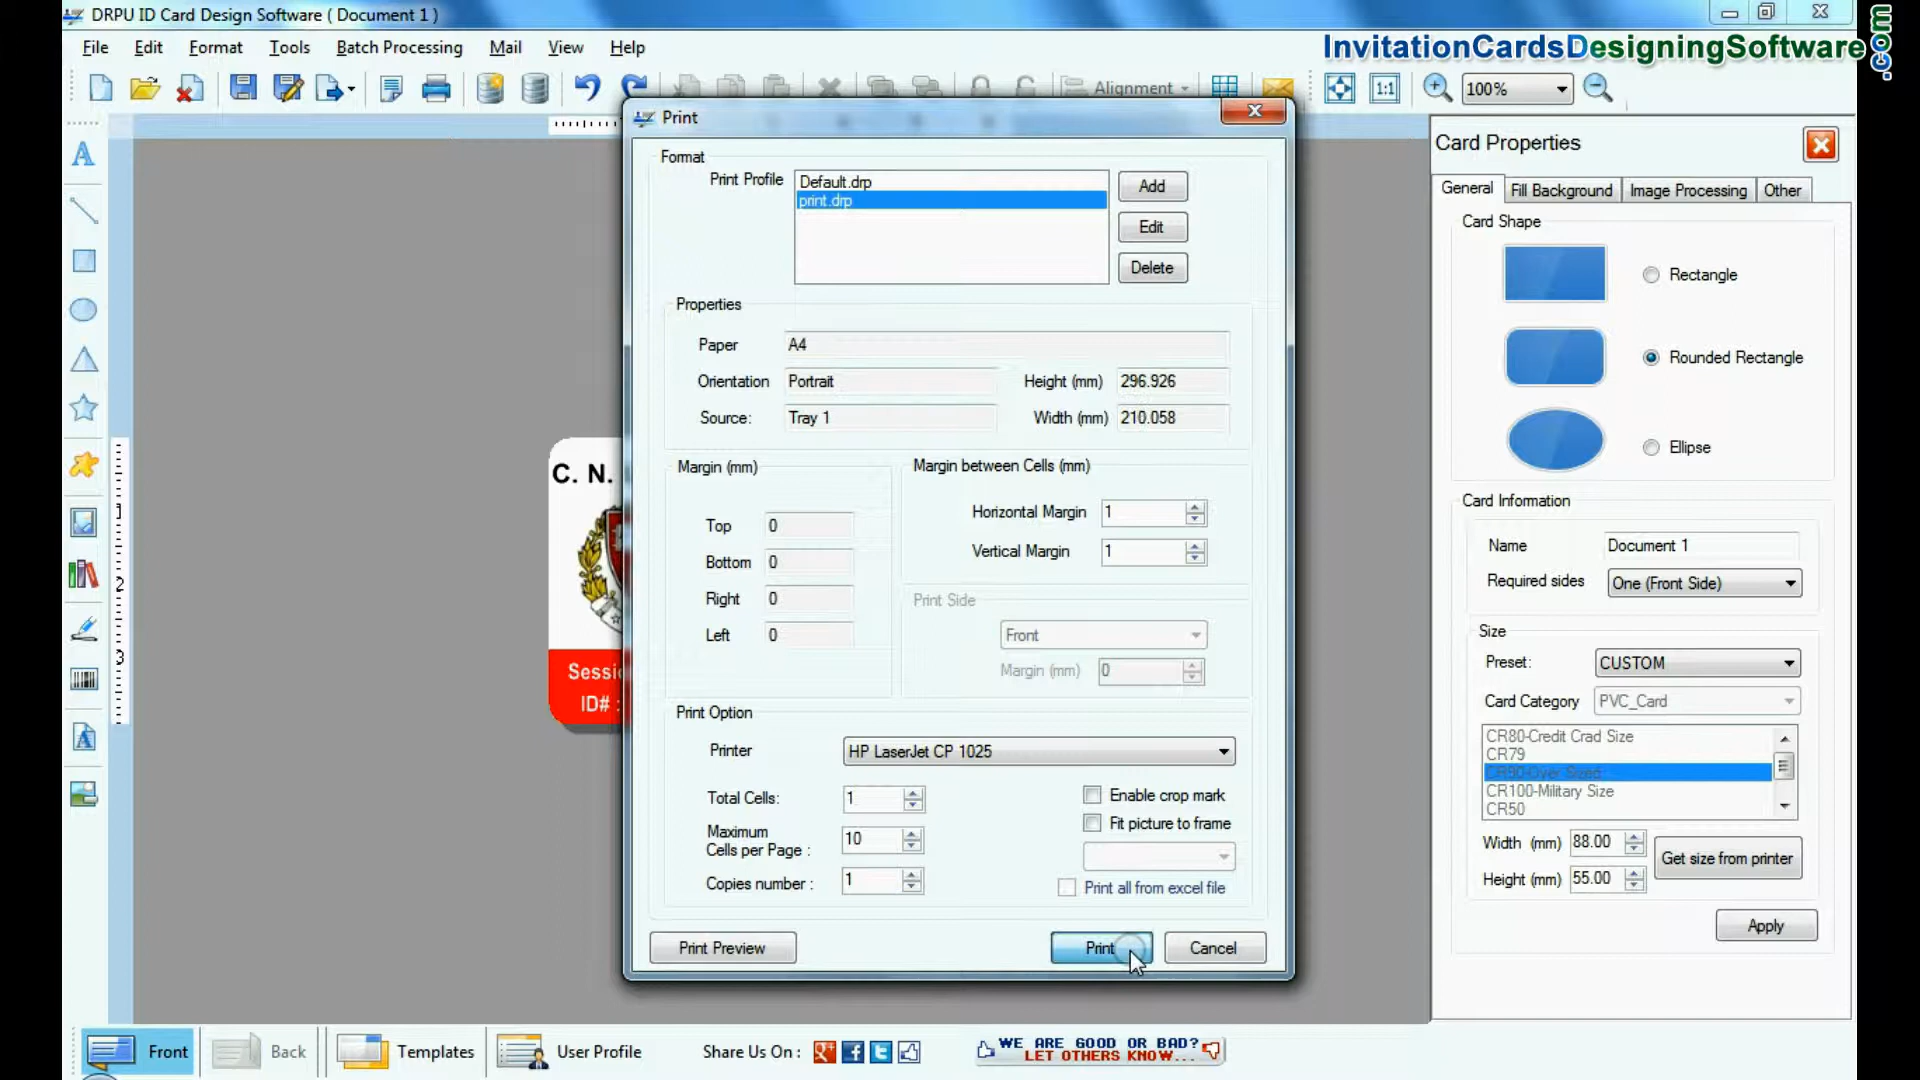 DRPU ID Card Design Software ( Document 1 )
File Edit Format Tools Batch Processing Mail View Help
InvitationCardsDesigningSoftware.com
Alignment
1:1
100%
Print
Format
Print Profile
Default.drp
print.drp
Add
Edit
Delete
Properties
Paper A4
Orientation Portrait Height (mm) 296.926
Source: Tray 1 Width (mm) 210.058
Margin (mm)
Top 0
Bottom 0
Right 0
Left 0
Margin between Cells (mm)
Horizontal Margin 1
Vertical Margin 1
Print Side
Front
Margin (mm) 0
Print Option
Printer HP LaserJet CP 1025
Total Cells: 1
Maximum
Cells per Page : 10
Copies number : 1
Enable crop mark
Fit picture to frame
Print all from excel file
Print Preview Print Cancel
C. N.
Sessi
ID# :
1
2
3
Card Properties
General Fill Background Image Processing Other
Card Shape
Rectangle
Rounded Rectangle
Ellipse
Card Information
Name Document 1
Required sides One (Front Side)
Size
Preset: CUSTOM
Card Category PVC_Card
CR80-Credit Crad Size
CR79
CR90-Over Sized
CR100-Military Size
CR50
Width (mm) 88.00
Height (mm) 55.00
Get size from printer
Apply
Front Back Templates User Profile Share Us On :
WE ARE GOOD OR BAD?
LET OTHERS KNOW...